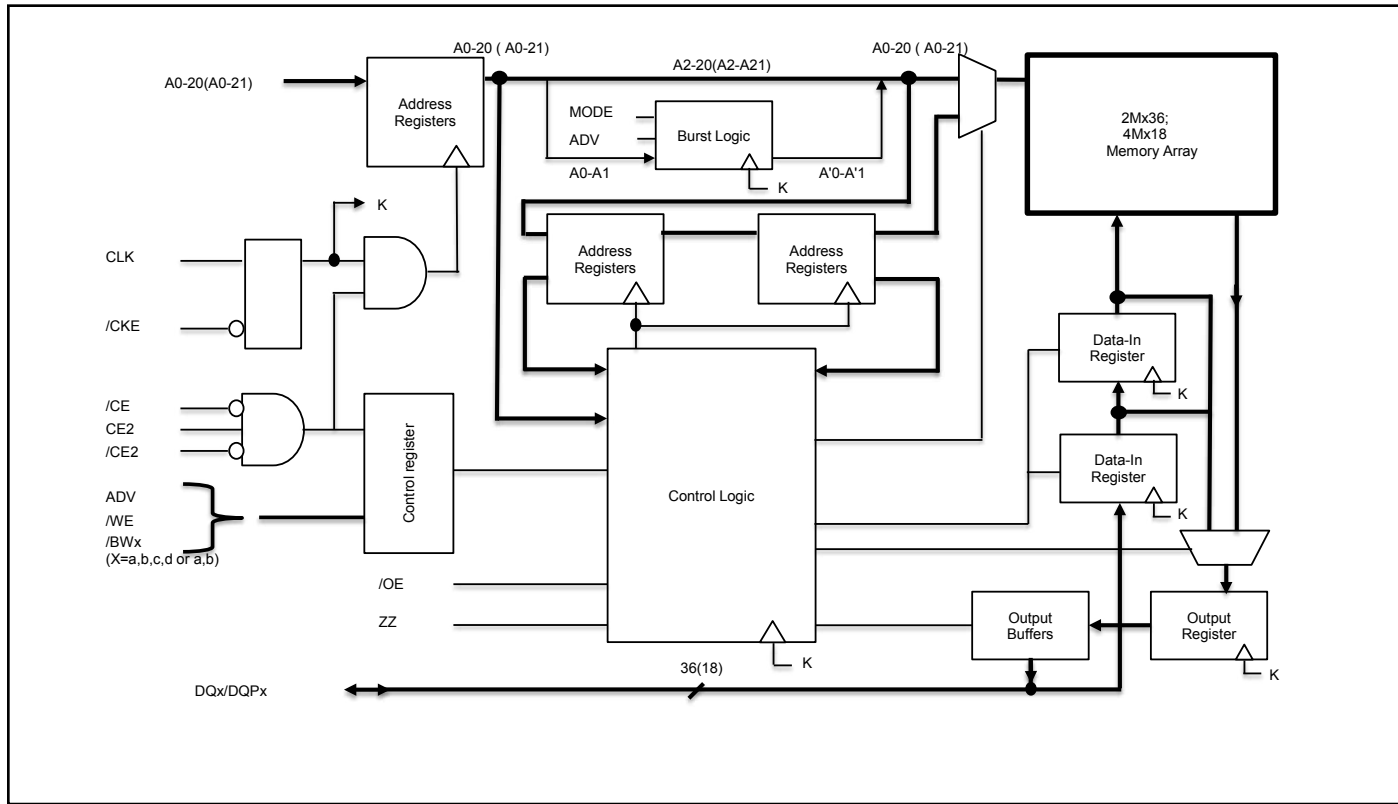 A0-20 ( A0-21)
A0-20 ( A0-21)
A2-20(A2-A21)
A0-20(A0-21)
Address
Registers
MODE
ADV
Burst Logic
A0-A1
A'0-A'1
K
2Mx36;
4Mx18
Memory Array
K
CLK
/CKE
Address
Registers
Address
Registers
Data-In
Register
K
/CE
CE2
/CE2
Control register
Control Logic
Data-In
Register
K
ADV
/WE
/BWx
(X=a,b,c,d or a,b)
/OE
ZZ
K
Output
Buffers
Output
Register
K
36(18)
DQx/DQPx